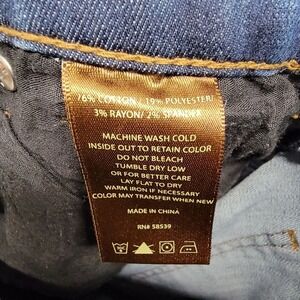 76% COTTON / 19% POLYESTER/
3% RAYON/ 2% SPANDEX
MACHINE WASH COLD
INSIDE OUT TO RETAIN COLOR
DO NOT BLEACH
TUMBLE DRY LOW
OR FOR BETTER CARE
LAY FLAT TO DRY
WARM IRON IF NECESSARY
COLOR MAY TRANSFER WHEN NEW
MADE IN CHINA
RN# 58539